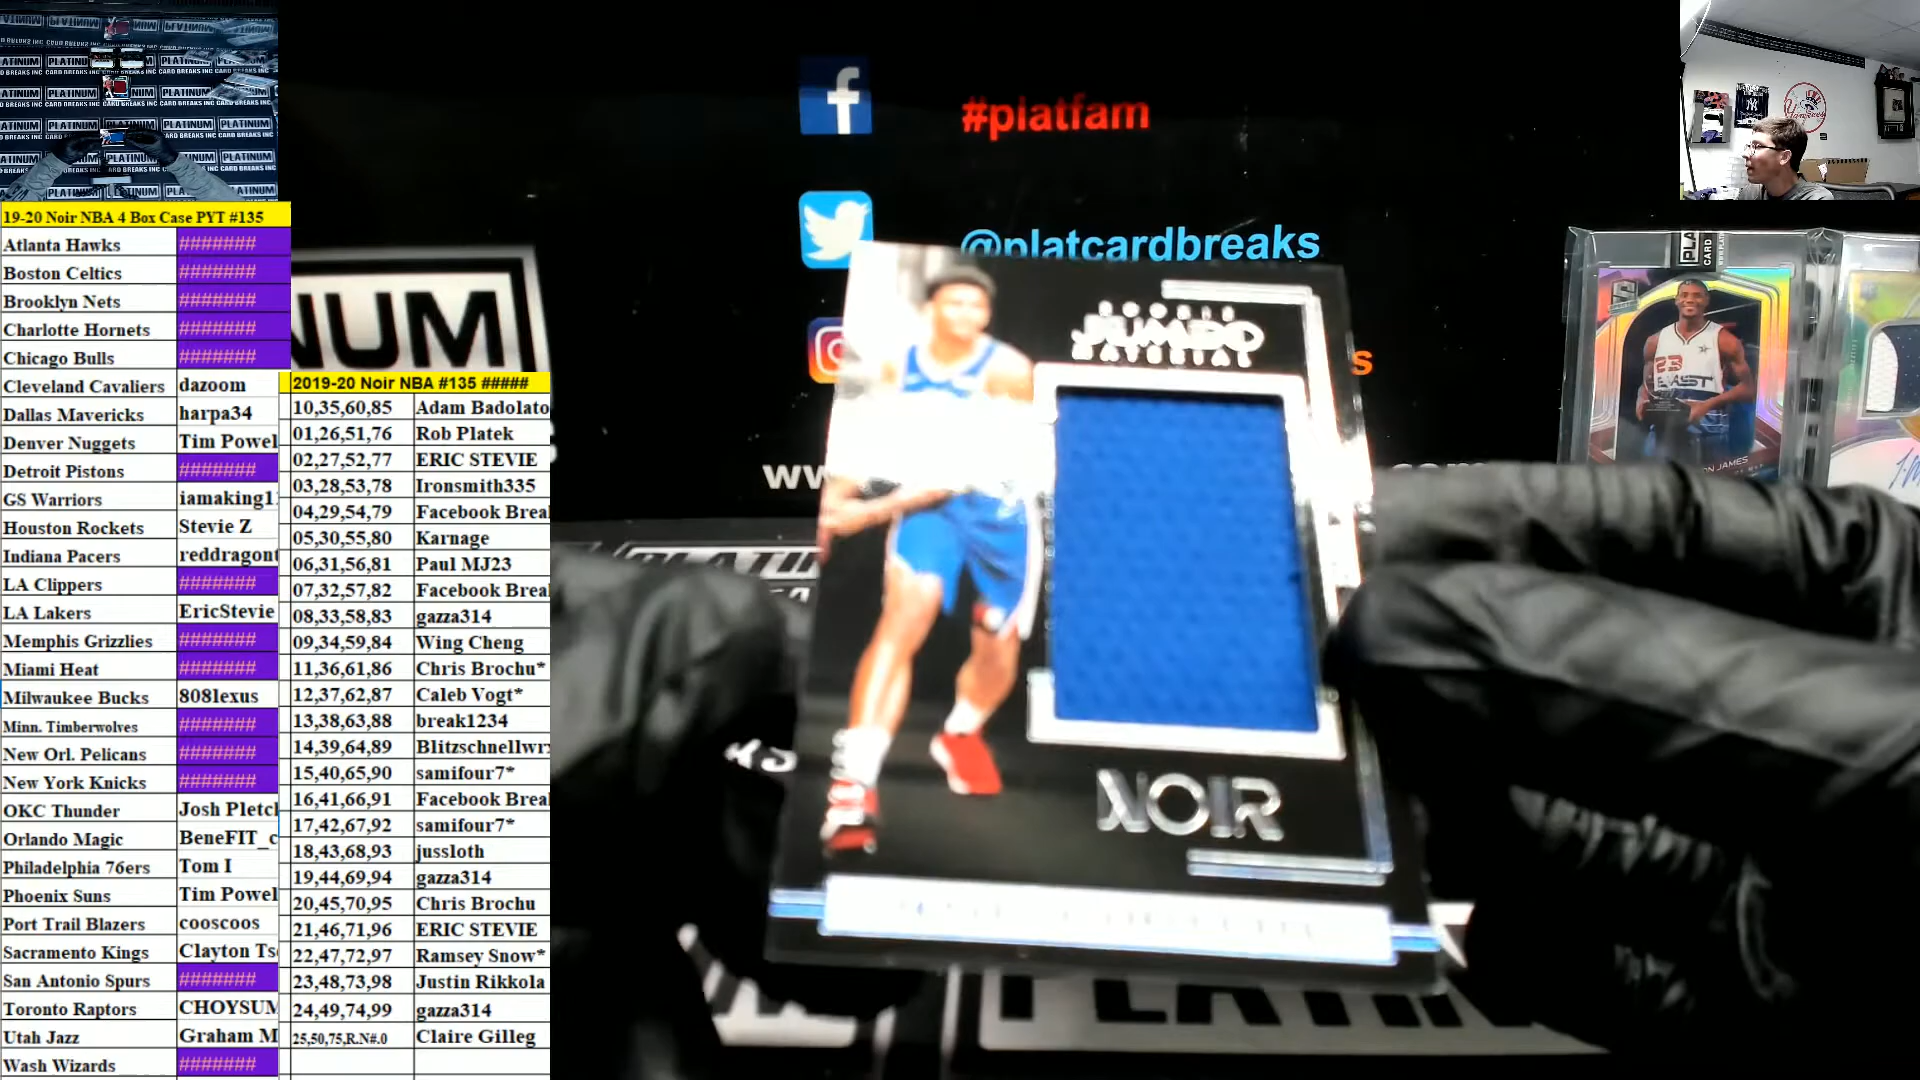 19-20 Noir NBA 4 Box Case PYT #135
Atlanta Hawks #######
Boston Celtics #######
Brooklyn Nets #######
Charlotte Hornets #######
Chicago Bulls #######
Cleveland Cavaliers dazoom
Dallas Mavericks harpa34
Denver Nuggets Tim Powel
Detroit Pistons #######
GS Warriors iamaking1
Houston Rockets Stevie Z
Indiana Pacers reddragont
LA Clippers #######
LA Lakers EricStevie
Memphis Grizzlies #######
Miami Heat #######
Milwaukee Bucks 808lexus
Minn. Timberwolves #######
New Orl. Pelicans #######
New York Knicks #######
OKC Thunder Josh Pletcl
Orlando Magic BeneFIT_c
Philadelphia 76ers Tom I
Phoenix Suns Tim Powel
Port Trail Blazers cooscoos
Sacramento Kings Clayton Ts
San Antonio Spurs #######
Toronto Raptors CHOYSUM
Utah Jazz Graham M
Wash Wizards #######
2019-20 Noir NBA #135 #####
10,35,60,85 Adam Badolato
01,26,51,76 Rob Platek
02,27,52,77 ERIC STEVIE
03,28,53,78 Ironsmith335
04,29,54,79 Facebook Brea
05,30,55,80 Karnage
06,31,56,81 Paul MJ23
07,32,57,82 Facebook Brea
08,33,58,83 gazza314
09,34,59,84 Wing Cheng
11,36,61,86 Chris Brochu*
12,37,62,87 Caleb Vogt*
13,38,63,88 break1234
14,39,64,89 Blitzschnellwrx
15,40,65,90 samifour7*
16,41,66,91 Facebook Brea
17,42,67,92 samifour7*
18,43,68,93 jussloth
19,44,69,94 gazza314
20,45,70,95 Chris Brochu
21,46,71,96 ERIC STEVIE
22,47,72,97 Ramsey Snow*
23,48,73,98 Justin Rikkola
24,49,74,99 gazza314
25,50,75,R.N#.0 Claire Gilleg
#platfam
@platcardbreaks
ROOKIE
JUMBO
MATERIAL
NOIR
NUM
PLATINUM
CARD BREAKS INC